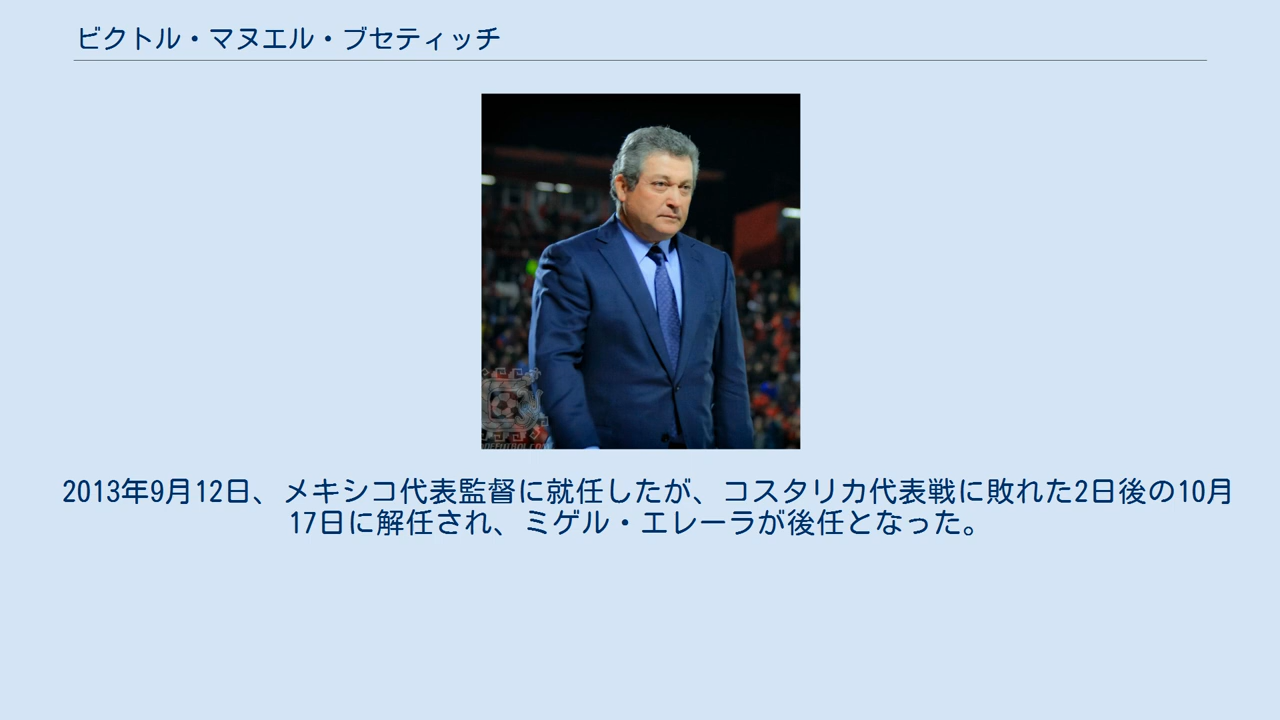 ビクトル・マヌエル・ブセティッチ
2013年9月12日、メキシコ代表監督に就任したが、コスタリカ代表戦に敗れた2日後の10月
17日に解任され、ミゲル・エレーラが後任となった。